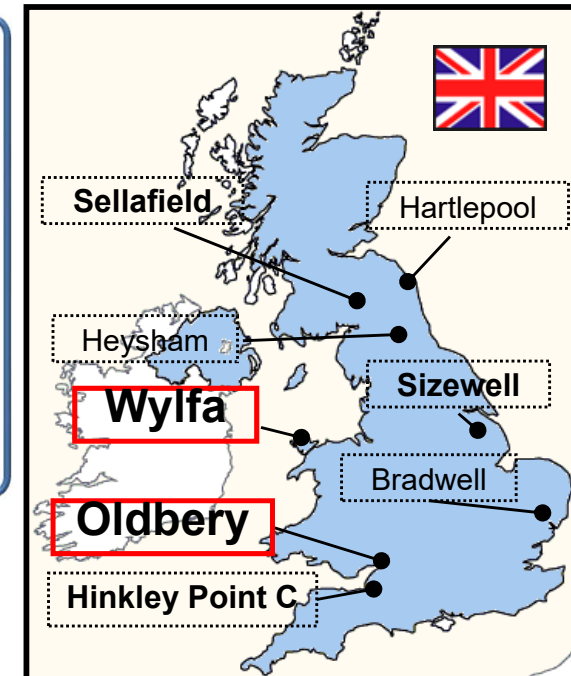 Sellafield
Hartlepool
Heysham
Sizewell
Wylfa
Bradwell
Oldbery
Hinkley Point C